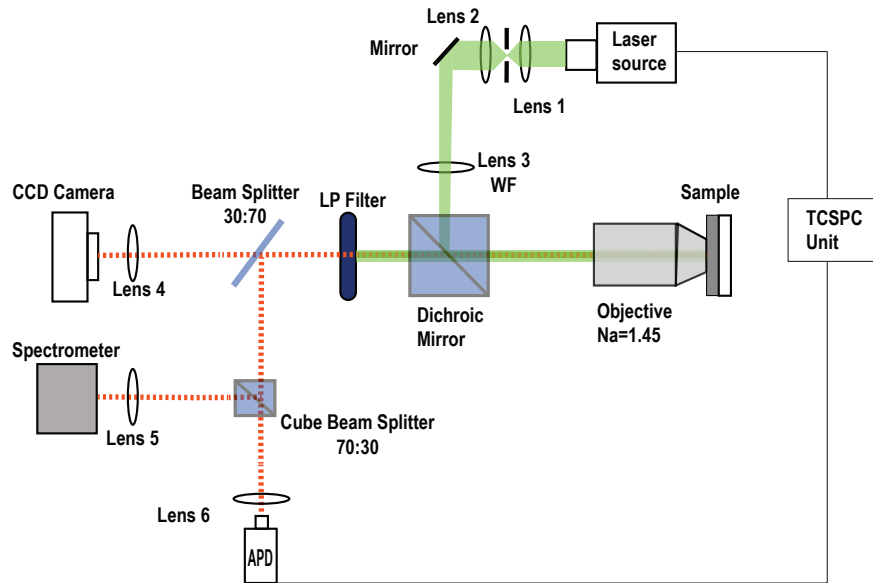 Lens 2
Laser
source
Mirror
Lens 1
Lens 3
WF
CCD Camera
Beam Splitter
30:70
LP Filter
Sample
TCSPC
Unit
Lens 4
Dichroic
Mirror
Objective
Na=1.45
Spectrometer
Lens 5
Cube Beam Splitter
70:30
Lens 6
APD